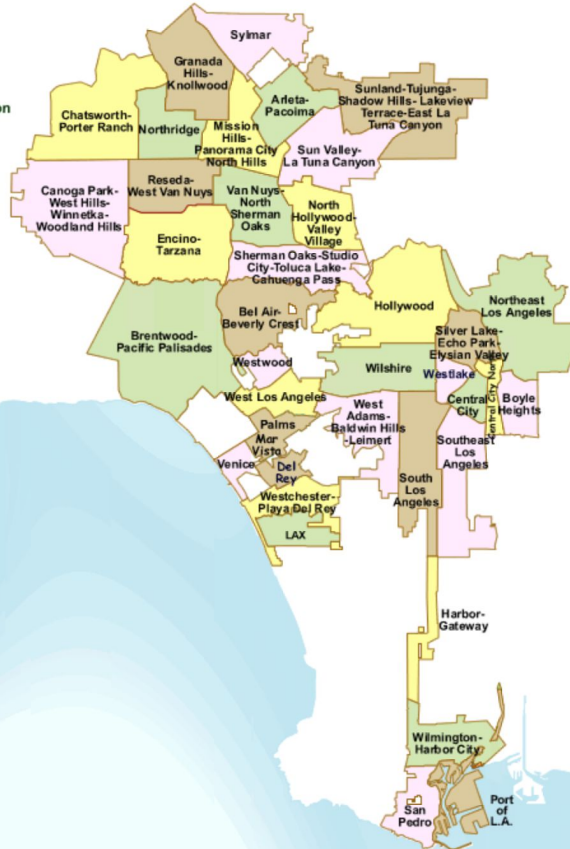 Sylmar
on
Granada
Hills-
Knollwood
Sunland-Tujunga-
Shadow Hills- Lakeview
Terrace-East La
Tuna Canyon
Arleta-
Pacoima
Chatsworth-
Porter Ranch
Northridge
Mission
Hills-
Panorama City
North Hills
Sun Valley-
La Tuna Canyon
Canoga Park-
West Hills-
Winnetka-
Woodland Hills
Reseda-
West Van Nuys
Van Nuys-
North
Sherman
Oaks
North
Hollywood-
Valley
Village
Encino-
Tarzana
Sherman Oaks-Studio
City-Toluca Lake-
Cahuenga Pass
Hollywood
Northeast
Los Angeles
Bel Air-
Beverly Crest
Silver Lake-
Echo Park-
Elysian Valley
Brentwood-
Pacific Palisades
Westwood
Wilshire
Westlake
Central City North
West Los Angeles
Central
City
Boyle
Heights
West
Adams-
Baldwin Hills
-Leimert
Palms
Mar
Vista
Southeast
Los Angeles
Venice
Del
Rey
South
Los
Angeles
Westchester-
Playa Del Rey
LAX
Harbor-
Gateway
Wilmington-
Harbor City
San
Pedro
Port
of
L.A.